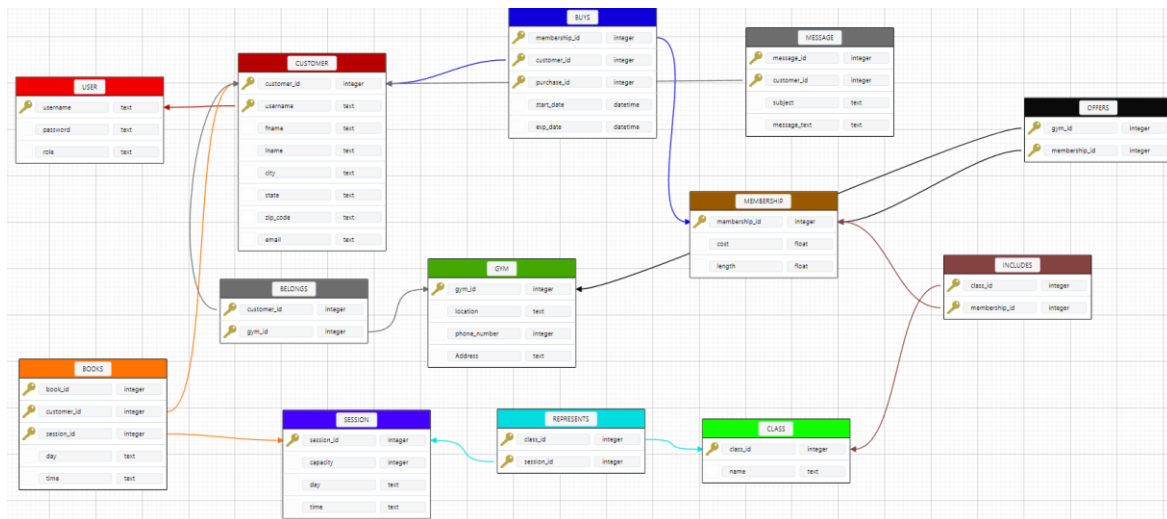 BUYS
membership_id integer
customer_id integer
purchase_id integer
start_date datetime
exp_date datetime
MESSAGE
message_id integer
customer_id integer
subject text
message_text text
CUSTOMER
customer_id integer
username text
fname text
lname text
city text
state text
zip_code text
email text
USER
username text
password text
role text
OFFERS
gym_id integer
membership_id integer
MEMBERSHIP
membership_id integer
cost float
length float
INCLUDES
class_id integer
membership_id integer
GYM
gym_id integer
location text
phone_number integer
Address text
BELONGS
customer_id integer
gym_id integer
BOOKS
book_id integer
customer_id integer
session_id integer
day text
time text
SESSION
session_id integer
capacity integer
day text
time text
REPRESENTS
class_id integer
session_id integer
CLASS
class_id integer
name text